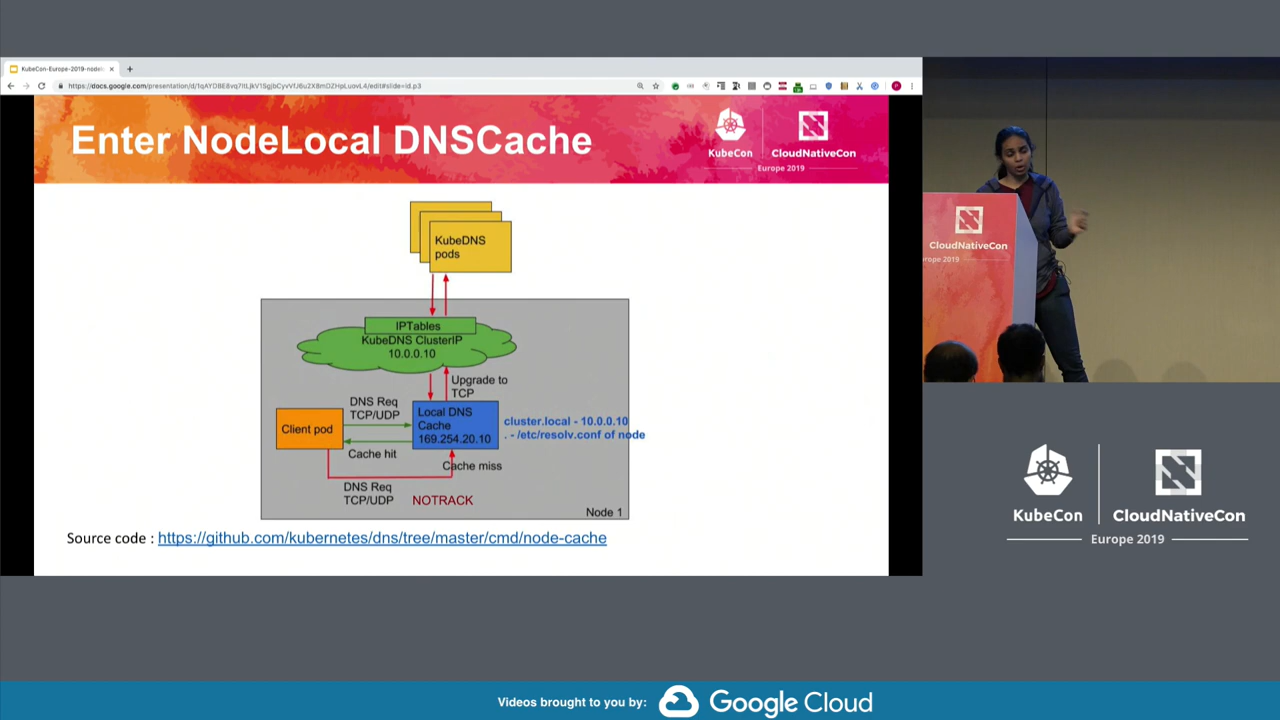 KubeCon-Europe-2019-nodel
https://docs.google.com/presentation/d/
Enter NodeLocal DNSCache
KubeCon
CloudNativeCon
Europe 2019
KubeDNS
pods
IPTables
KubeDNS ClusterIP
10.0.0.10
Upgrade to
TCP
DNS Req
TCP/UDP
Client pod
Local DNS
Cache
169.254.20.10
cluster.local - 10.0.0.10
. - /etc/resolv.conf of node
Cache hit
Cache miss
DNS Req
TCP/UDP
NOTRACK
Node 1
Source code : https://github.com/kubernetes/dns/tree/master/cmd/node-cache
CloudNativeCon
urope 2019
KubeCon
CloudNativeCon
Europe 2019
Videos brought to you by:
Google Cloud